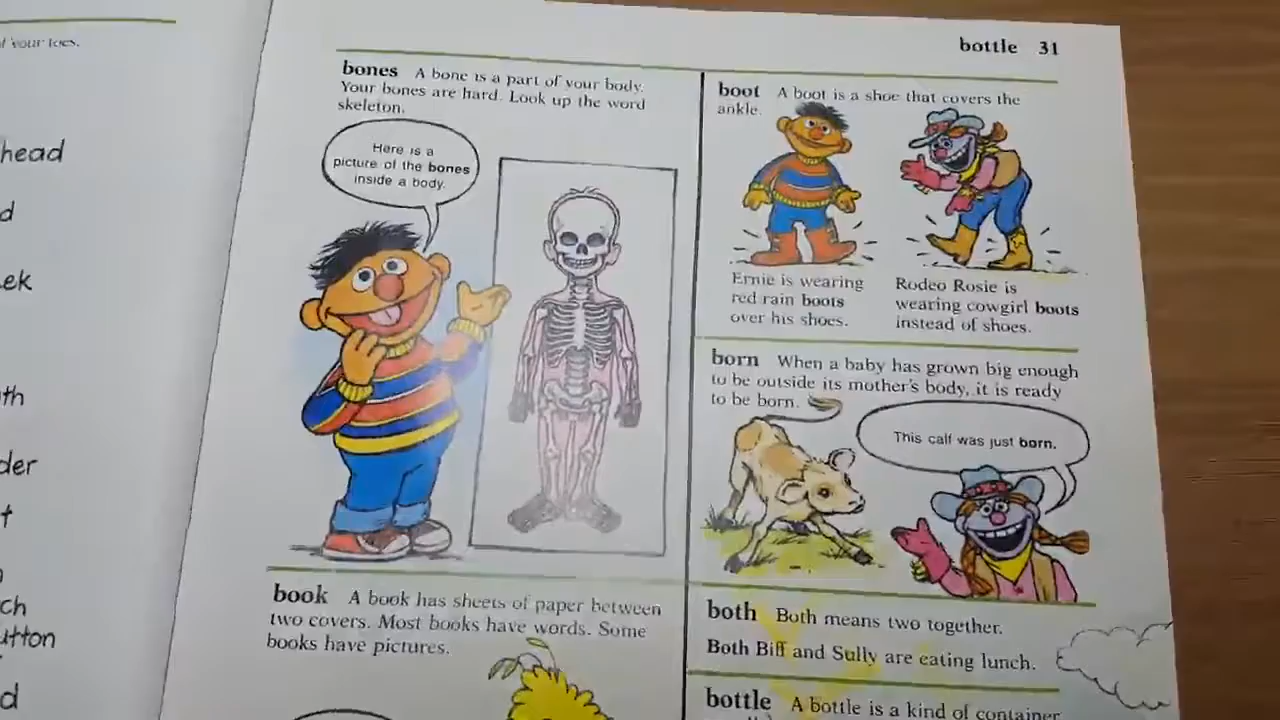 of your toes.
head
d
ek
th
der
t
ch
utton
d
bottle 31
bones A bone is a part of your body.
Your bones are hard. Look up the word
skeleton.
Here is a
picture of the bones
inside a body.
book A book has sheets of paper between
two covers. Most books have words. Some
books have pictures.
boot A boot is a shoe that covers the
ankle.
Ernie is wearing
red rain boots
over his shoes.
Rodeo Rosie is
wearing cowgirl boots
instead of shoes.
born When a baby has grown big enough
to be outside its mother's body, it is ready
to be born.
This calf was just born.
both Both means two together.
Both Biff and Sully are eating lunch.
bottle A bottle is a kind of container